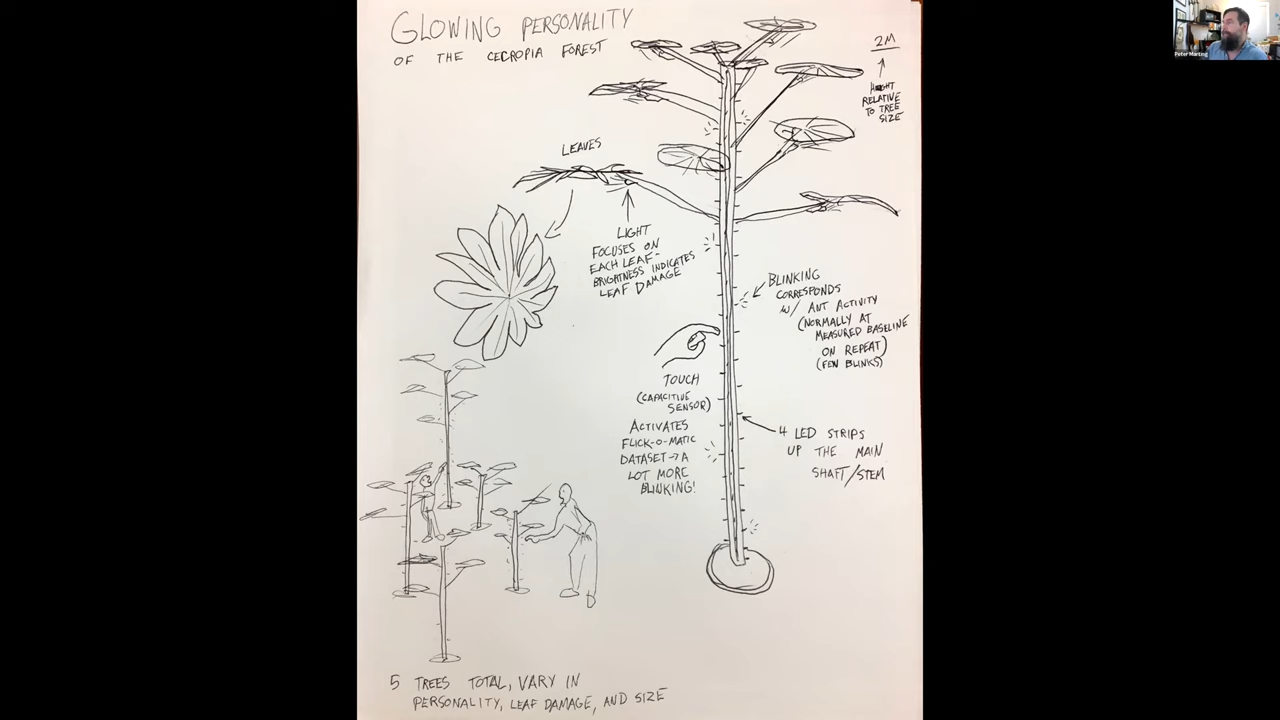 GLOWING PERSONALITY
OF THE CECROPIA FOREST
2M
HEIGHT
RELATIVE
TO TREE
SIZE
LEAVES
LIGHT
FOCUSES ON
EACH LEAF-
BRIGHTNESS INDICATES
LEAF DAMAGE
BLINKING
CORRESPONDS
W/ ANT ACTIVITY
(NORMALLY AT
MEASURED BASELINE
ON REPEAT)
(FEW BLINKS)
TOUCH
(CAPACITIVE
SENSOR)
ACTIVATES
FLICK-O-MATIC
DATASET→A
LOT MORE
BLINKING!
4 LED STRIPS
UP THE MAIN
SHAFT/STEM
5 TREES TOTAL, VARY IN
PERSONALITY, LEAF DAMAGE, AND SIZE
Peter Marting